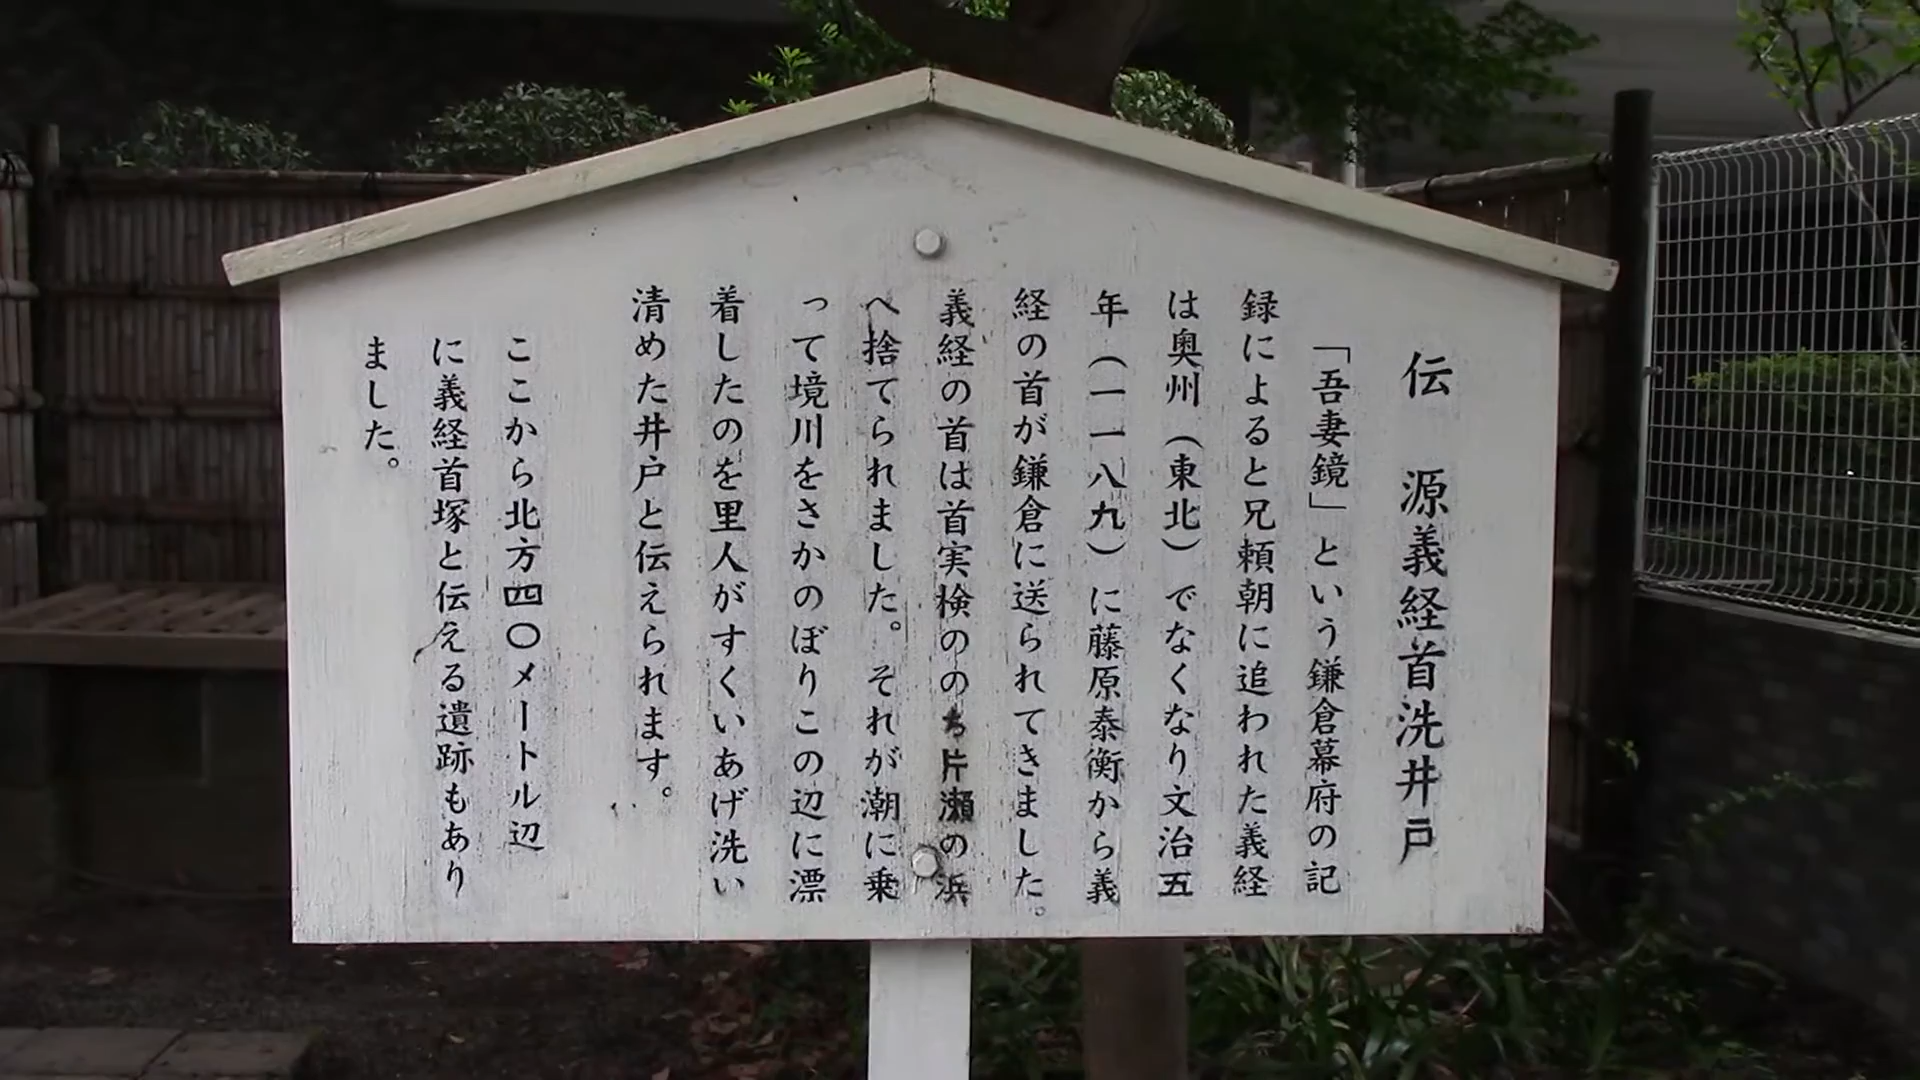 伝　源義経首洗井戸
「吾妻鏡」という鎌倉幕府の記
録によると兄頼朝に追われた義経
は奥州（東北）でなくなり文治五
年（一一八九）に藤原泰衡から義
経の首が鎌倉に送られてきました。
義経の首は首実検ののち片瀬の浜
へ捨てられました。それが潮に乗
って境川をさかのぼりこの辺に漂
着したのを里人がすくいあげ洗い
清めた井戸と伝えられます。
ここから北方四〇メートル辺
に義経首塚と伝える遺跡もあり
ました。